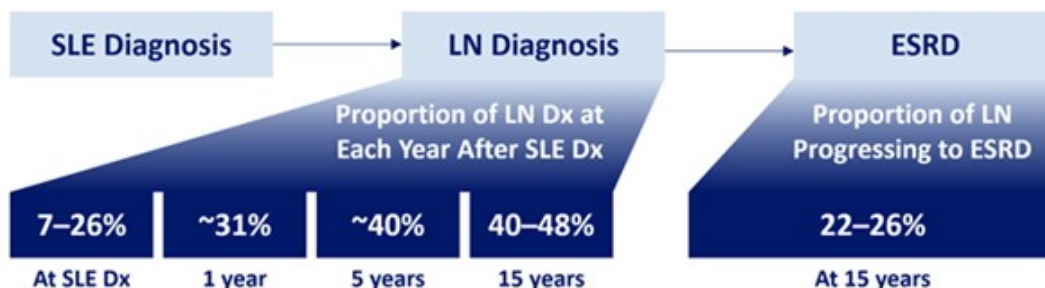 SLE Diagnosis
LN Diagnosis
ESRD
Proportion of LN Dx at
Each Year After SLE Dx
Proportion of LN
Progressing to ESRD
7–26%
~31%
~40%
40–48%
22–26%
At SLE Dx
1 year
5 years
15 years
At 15 years